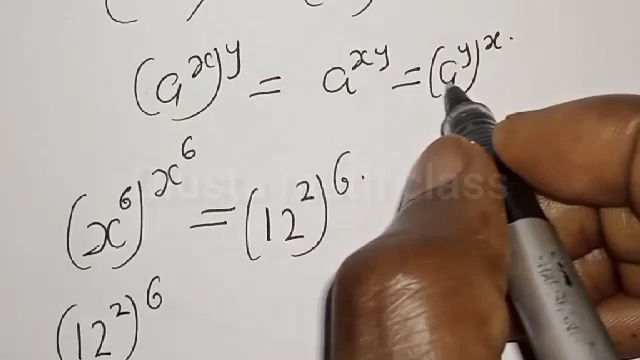 (a^x)^y = a^{xy} = (a^y)^x.
(x^6)^{x^6} = (12^2)^6.
(12^2)^6